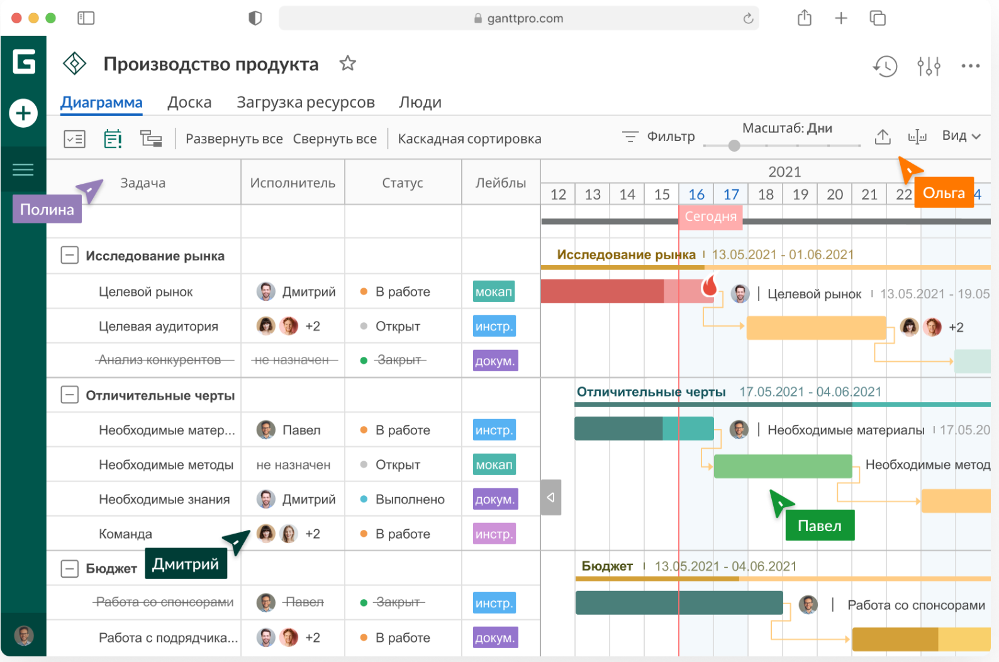 ganttpro.com
Производство продукта
Диаграмма Доска Загрузка ресурсов Люди
Развернуть все Свернуть все Каскадная сортировка Фильтр Масштаб: Дни Вид
Задача Исполнитель Статус Лейблы 2021
12 13 14 15 16 17 18 19 20 21 22 4
Полина
Ольга
Сегодня
Исследование рынка Исследование рынка 13.05.2021 - 01.06.2021
Целевой рынок Дмитрий В работе мокап Целевой рынок 13.05.2021 - 19.05
Целевая аудитория +2 Открыт инстр. +2
Анализ конкурентов не назначен Закрыт докум.
Отличительные черты Отличительные черты 17.05.2021 - 04.06.2021
Необходимые матер... Павел В работе инстр. Необходимые материалы 17.05.20
Необходимые методы не назначен Открыт мокап Необходимые метод
Необходимые знания Дмитрий Выполнено докум.
Павел
Команда +2 В работе инстр.
Дмитрий
Бюджет Бюджет 13.05.2021 - 04.06.2021
Работа со спонсорами Павел Закрыт инстр. Работа со спонсорами
Работа с подрядчика... +2 В работе докум.